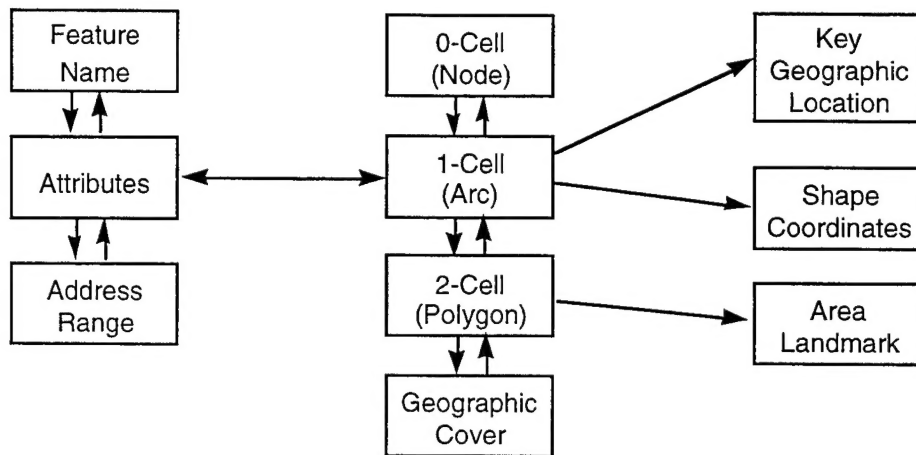 Feature
Name
Attributes
Address
Range
0-Cell
(Node)
1-Cell
(Arc)
2-Cell
(Polygon)
Geographic
Cover
Key
Geographic
Location
Shape
Coordinates
Area
Landmark